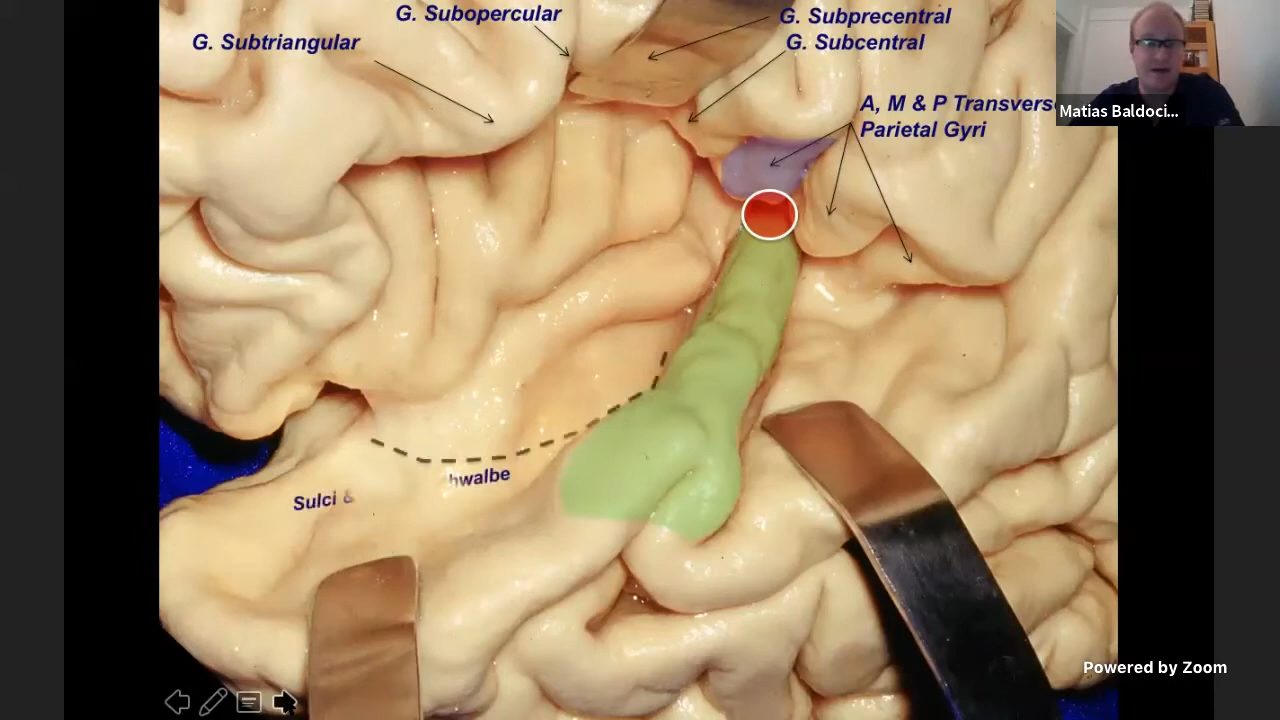 G. Subopercular
G. Subprecentral
G. Subtriangular
G. Subcentral
A, M & P Transvers
Parietal Gyri
Matias Baldoci...
hwalbe
Sulci &
Powered by Zoom